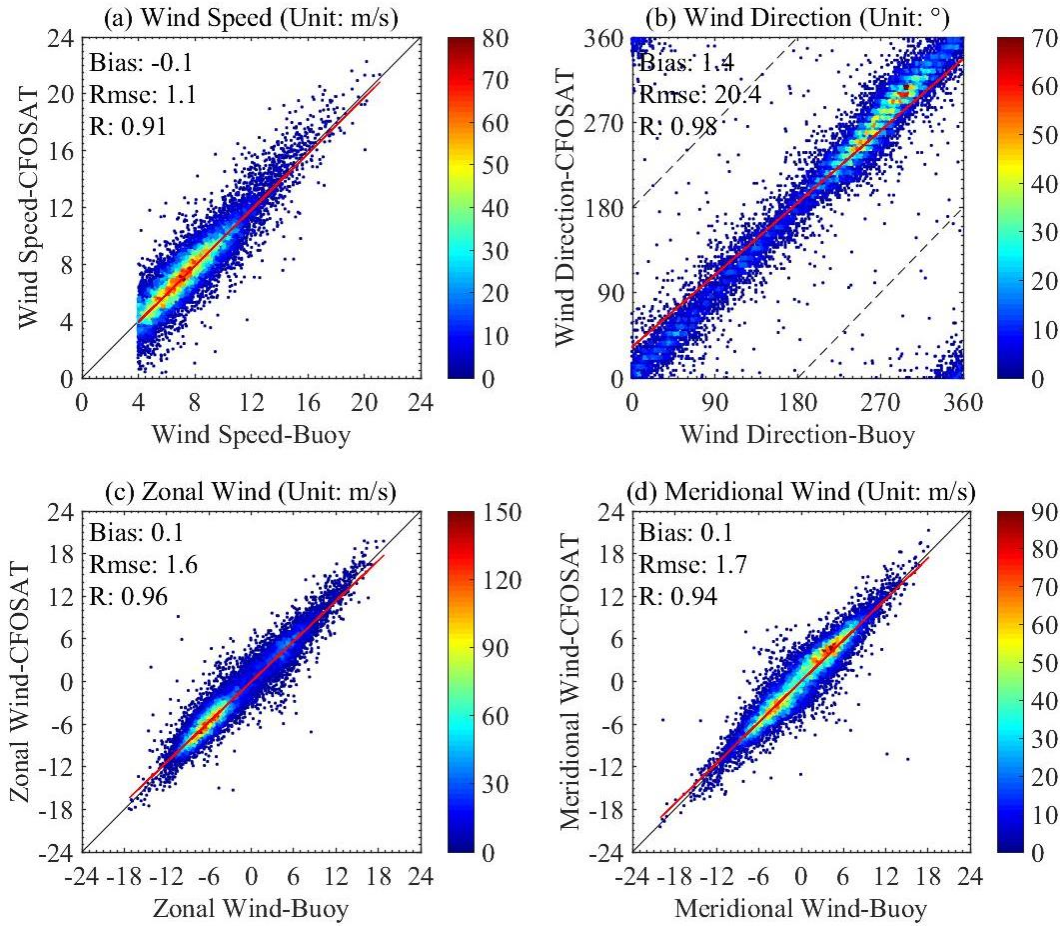 (a) Wind Speed (Unit: m/s)
Wind Speed-CFOSAT
24
20
16
12
8
4
0
Bias: -0.1
Rmse: 1.1
R: 0.91
0 4 8 12 16 20 24
Wind Speed-Buoy
80
70
60
50
40
30
20
10
0
(b) Wind Direction (Unit: °)
Wind Direction-CFOSAT
360
270
180
90
0
Bias: 1.4
Rmse: 20.4
R: 0.98
0 90 180 270 360
Wind Direction-Buoy
70
60
50
40
30
20
10
0
(c) Zonal Wind (Unit: m/s)
Zonal Wind-CFOSAT
24
18
12
6
0
-6
-12
-18
-24
Bias: 0.1
Rmse: 1.6
R: 0.96
-24 -18 -12 -6 0 6 12 18 24
Zonal Wind-Buoy
150
120
90
60
30
0
(d) Meridional Wind (Unit: m/s)
Meridional Wind-CFOSAT
24
18
12
6
0
-6
-12
-18
-24
Bias: 0.1
Rmse: 1.7
R: 0.94
-24 -18 -12 -6 0 6 12 18 24
Meridional Wind-Buoy
90
80
70
60
50
40
30
20
10
0